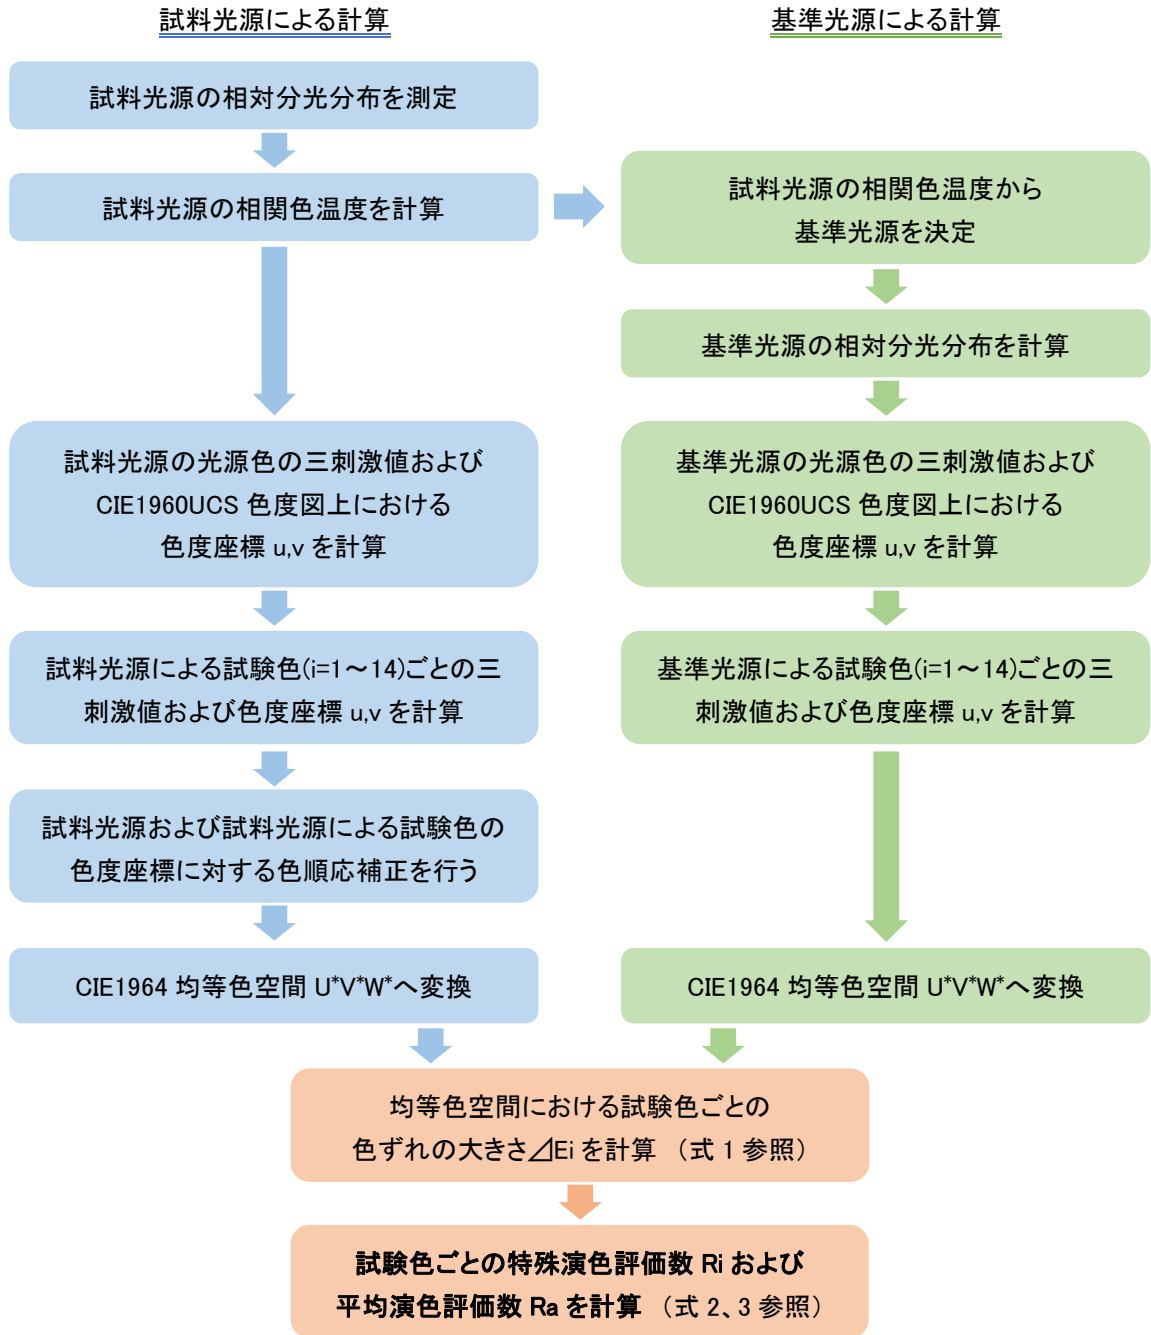 試料光源による計算
基準光源による計算
試料光源の相対分光分布を測定
試料光源の相関色温度を計算
試料光源の相関色温度から
基準光源を決定
基準光源の相対分光分布を計算
試料光源の光源色の三刺激値および
CIE1960UCS 色度図上における
色度座標 u,v を計算
基準光源の光源色の三刺激値および
CIE1960UCS 色度図上における
色度座標 u,v を計算
試料光源による試験色(i=1～14)ごとの三
刺激値および色度座標 u,v を計算
基準光源による試験色(i=1～14)ごとの三
刺激値および色度座標 u,v を計算
試料光源および試料光源による試験色の
色度座標に対する色順応補正を行う
CIE1964 均等色空間 U*V*W*へ変換
CIE1964 均等色空間 U*V*W*へ変換
均等色空間における試験色ごとの
色ずれの大きさ⊿Ei を計算 （式 1 参照）
試験色ごとの特殊演色評価数 Ri および
平均演色評価数 Ra を計算 （式 2、3 参照）